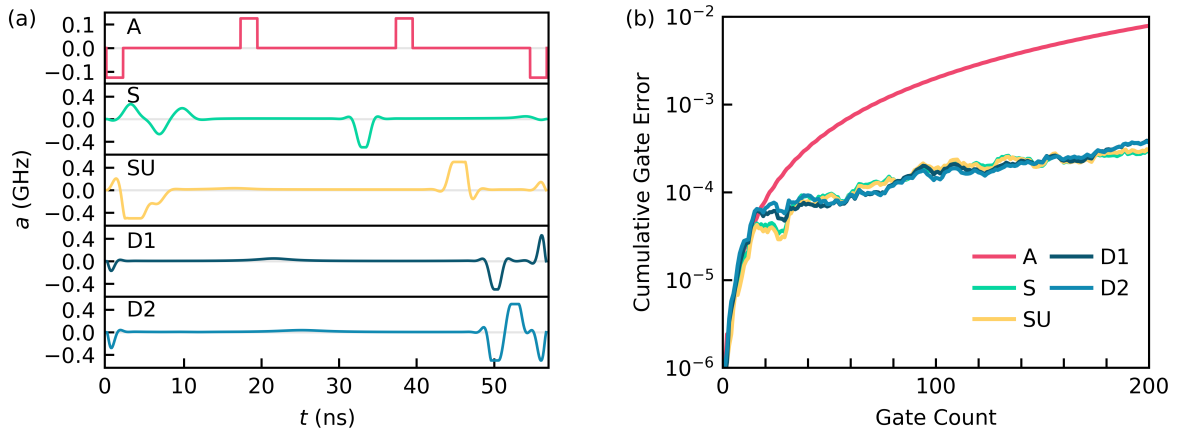 (a)
a (GHz)
A
0.1
0.0
−0.1
S
0.4
0.0
−0.4
SU
0.4
0.0
−0.4
D1
0.4
0.0
−0.4
D2
0.4
0.0
−0.4
0 10 20 30 40 50
t (ns)
(b)
Cumulative Gate Error
10−2
10−3
10−4
10−5
10−6
A D1
S D2
SU
0 100 200
Gate Count